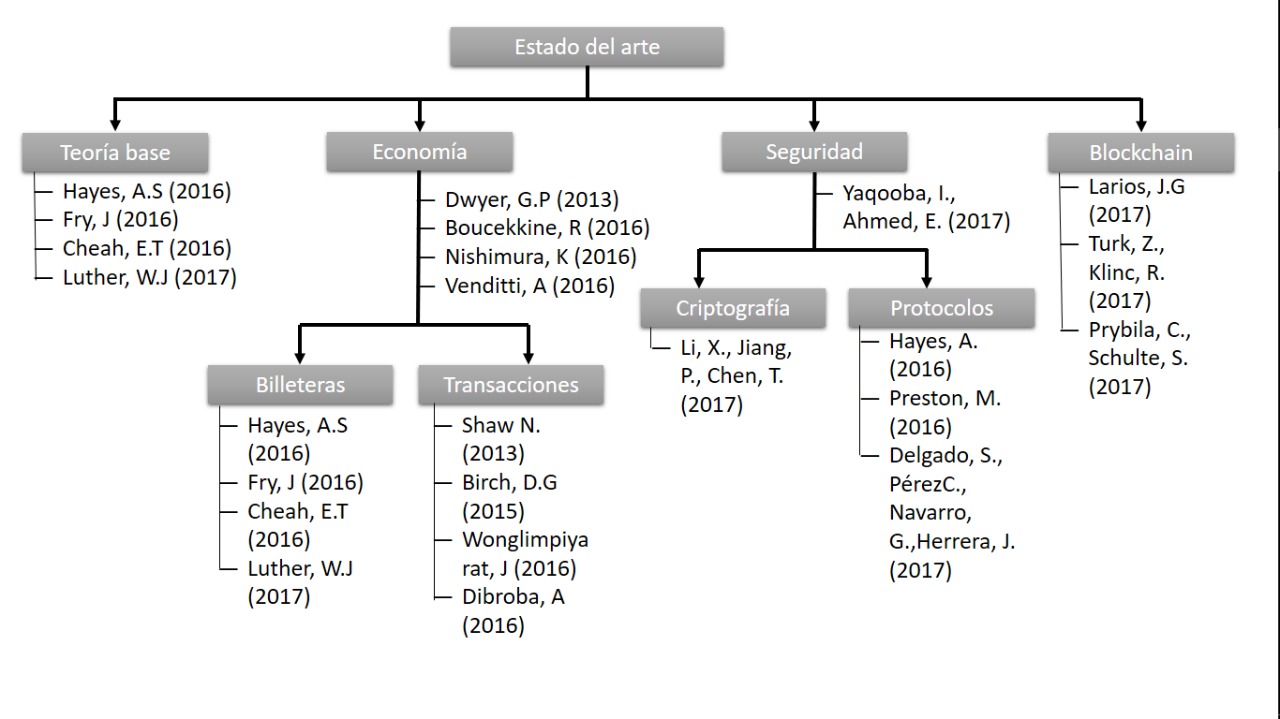 Estado del arte
Teoría base
Hayes, A.S (2016)
Fry, J (2016)
Cheah, E.T (2016)
Luther, W.J (2017)
Economía
Dwyer, G.P (2013)
Boucekkine, R (2016)
Nishimura, K (2016)
Venditti, A (2016)
Billeteras
Hayes, A.S
(2016)
Fry, J (2016)
Cheah, E.T
(2016)
Luther, W.J
(2017)
Transacciones
Shaw N.
(2013)
Birch, D.G
(2015)
Wonglimpiya
rat, J (2016)
Dibroba, A
(2016)
Seguridad
Yaqooba, I.,
Ahmed, E. (2017)
Criptografía
Li, X., Jiang,
P., Chen, T.
(2017)
Protocolos
Hayes, A.
(2016)
Preston, M.
(2016)
Delgado, S.,
PérezC.,
Navarro,
G.,Herrera, J.
(2017)
Blockchain
Larios, J.G
(2017)
Turk, Z.,
Klinc, R.
(2017)
Prybila, C.,
Schulte, S.
(2017)